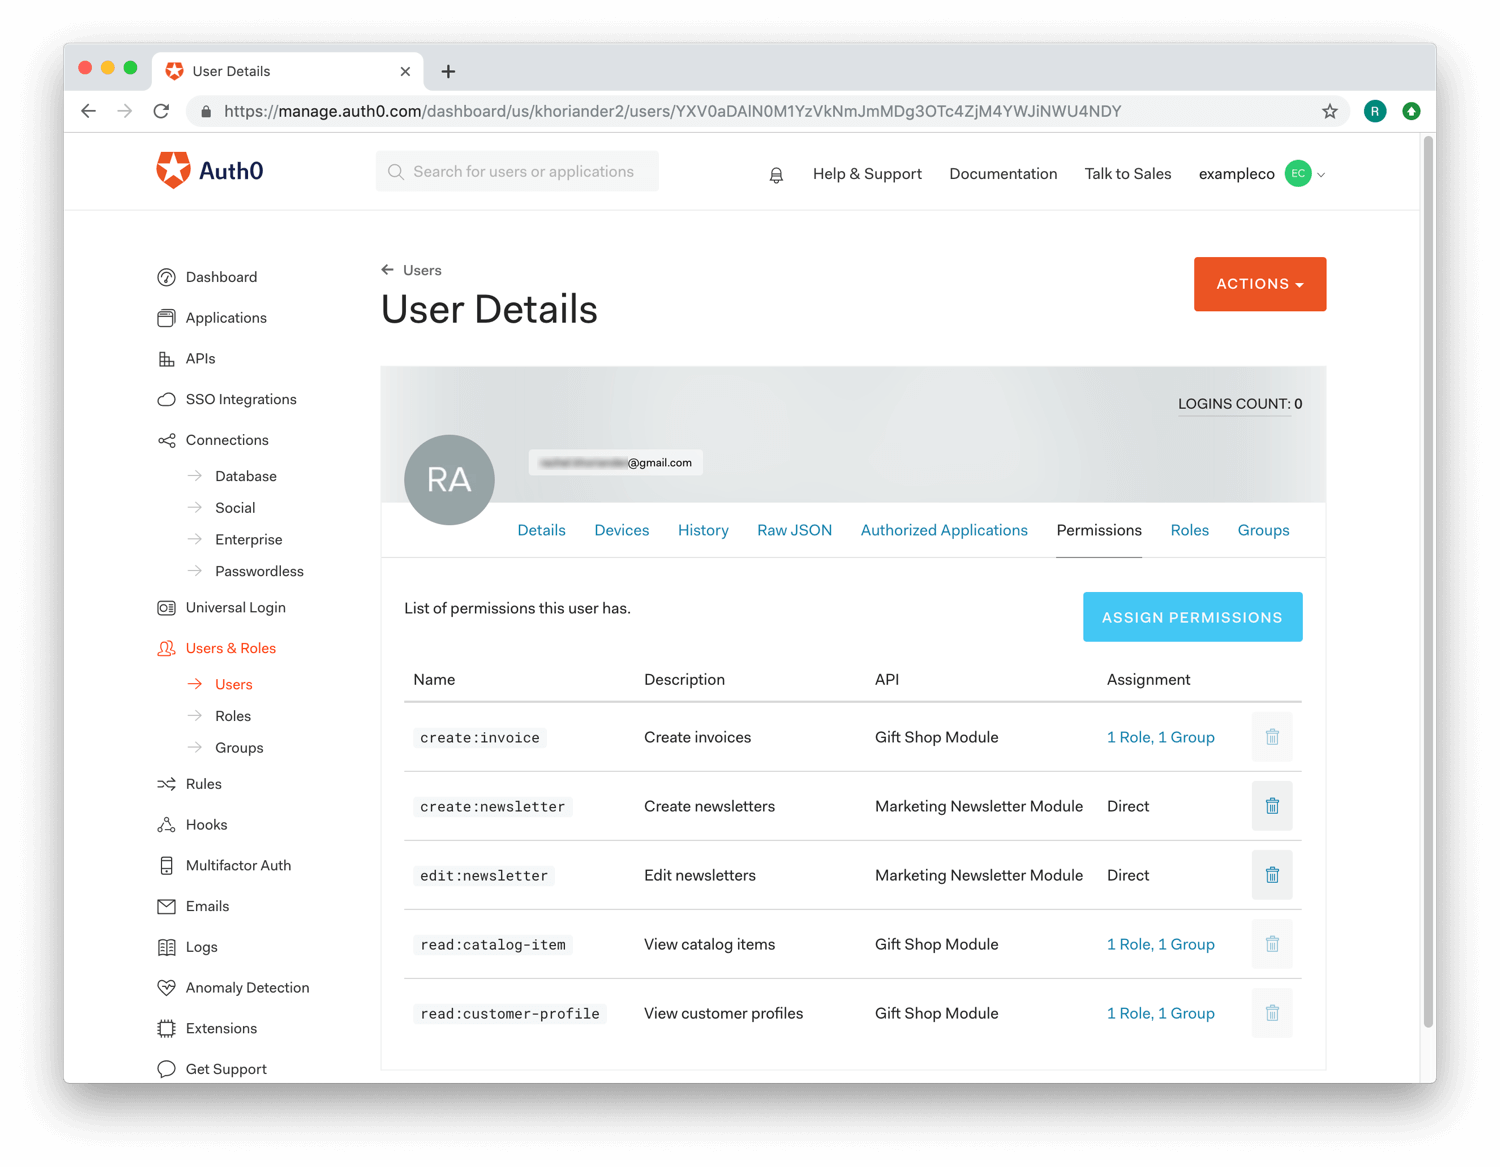 User Details
https://manage.auth0.com/dashboard/us/khoriander2/users/YXV0aDAlN0M1YzVkNmJmMDg3OTc4ZjM4YWJiNWU4NDY
R
Auth0
Search for users or applications
Help & Support
Documentation
Talk to Sales
exampleco
EC
Dashboard
Applications
APIs
SSO Integrations
Connections
Database
Social
Enterprise
Passwordless
Universal Login
Users & Roles
Users
Roles
Groups
Rules
Hooks
Multifactor Auth
Emails
Logs
Anomaly Detection
Extensions
Get Support
Users
User Details
ACTIONS
LOGINS COUNT: 0
RA
@gmail.com
Details Devices History Raw JSON Authorized Applications Permissions Roles Groups
List of permissions this user has.
ASSIGN PERMISSIONS
Name Description API Assignment
create:invoice Create invoices Gift Shop Module 1 Role, 1 Group
create:newsletter Create newsletters Marketing Newsletter Module Direct
edit:newsletter Edit newsletters Marketing Newsletter Module Direct
read:catalog-item View catalog items Gift Shop Module 1 Role, 1 Group
read:customer-profile View customer profiles Gift Shop Module 1 Role, 1 Group